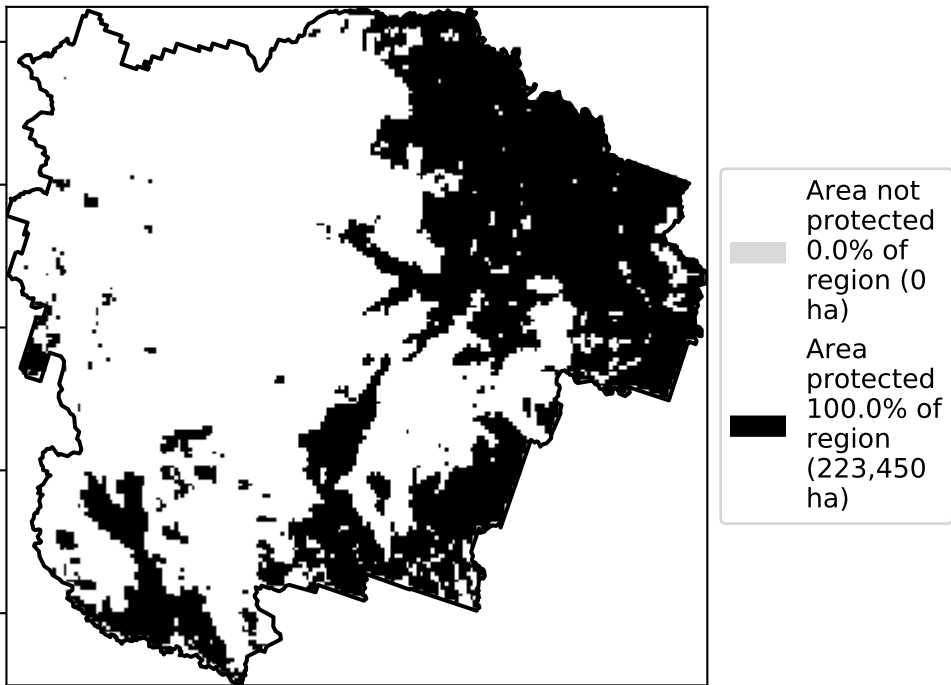 Area not
protected
0.0% of
region (0
ha)
Area
protected
100.0% of
region
(223,450
ha)